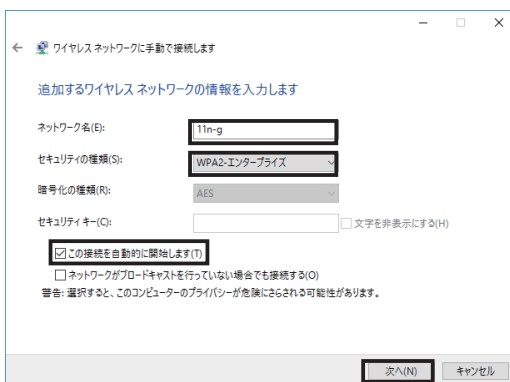 ワイヤレス ネットワークに手動で接続します
追加するワイヤレス ネットワークの情報を入力します
ネットワーク名(E):
11n-g
セキュリティの種類(S):
WPA2-エンタープライズ
暗号化の種類(R):
AES
セキュリティ キー(C):
文字を非表示にする(H)
この接続を自動的に開始します(T)
ネットワークがブロードキャストを行っていない場合でも接続する(O)
警告: 選択すると、このコンピューターのプライバシーが危険にさらされる可能性があります。
次へ(N)
キャンセル